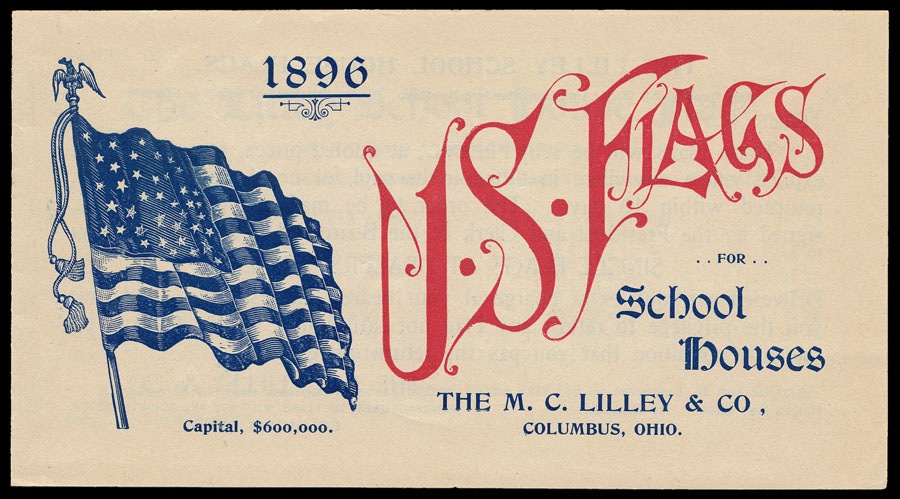 1896
U.S. FLAGS
..FOR..
School
Houses
THE M. C. LILLEY & CO,
COLUMBUS, OHIO.
Capital, $600,000.